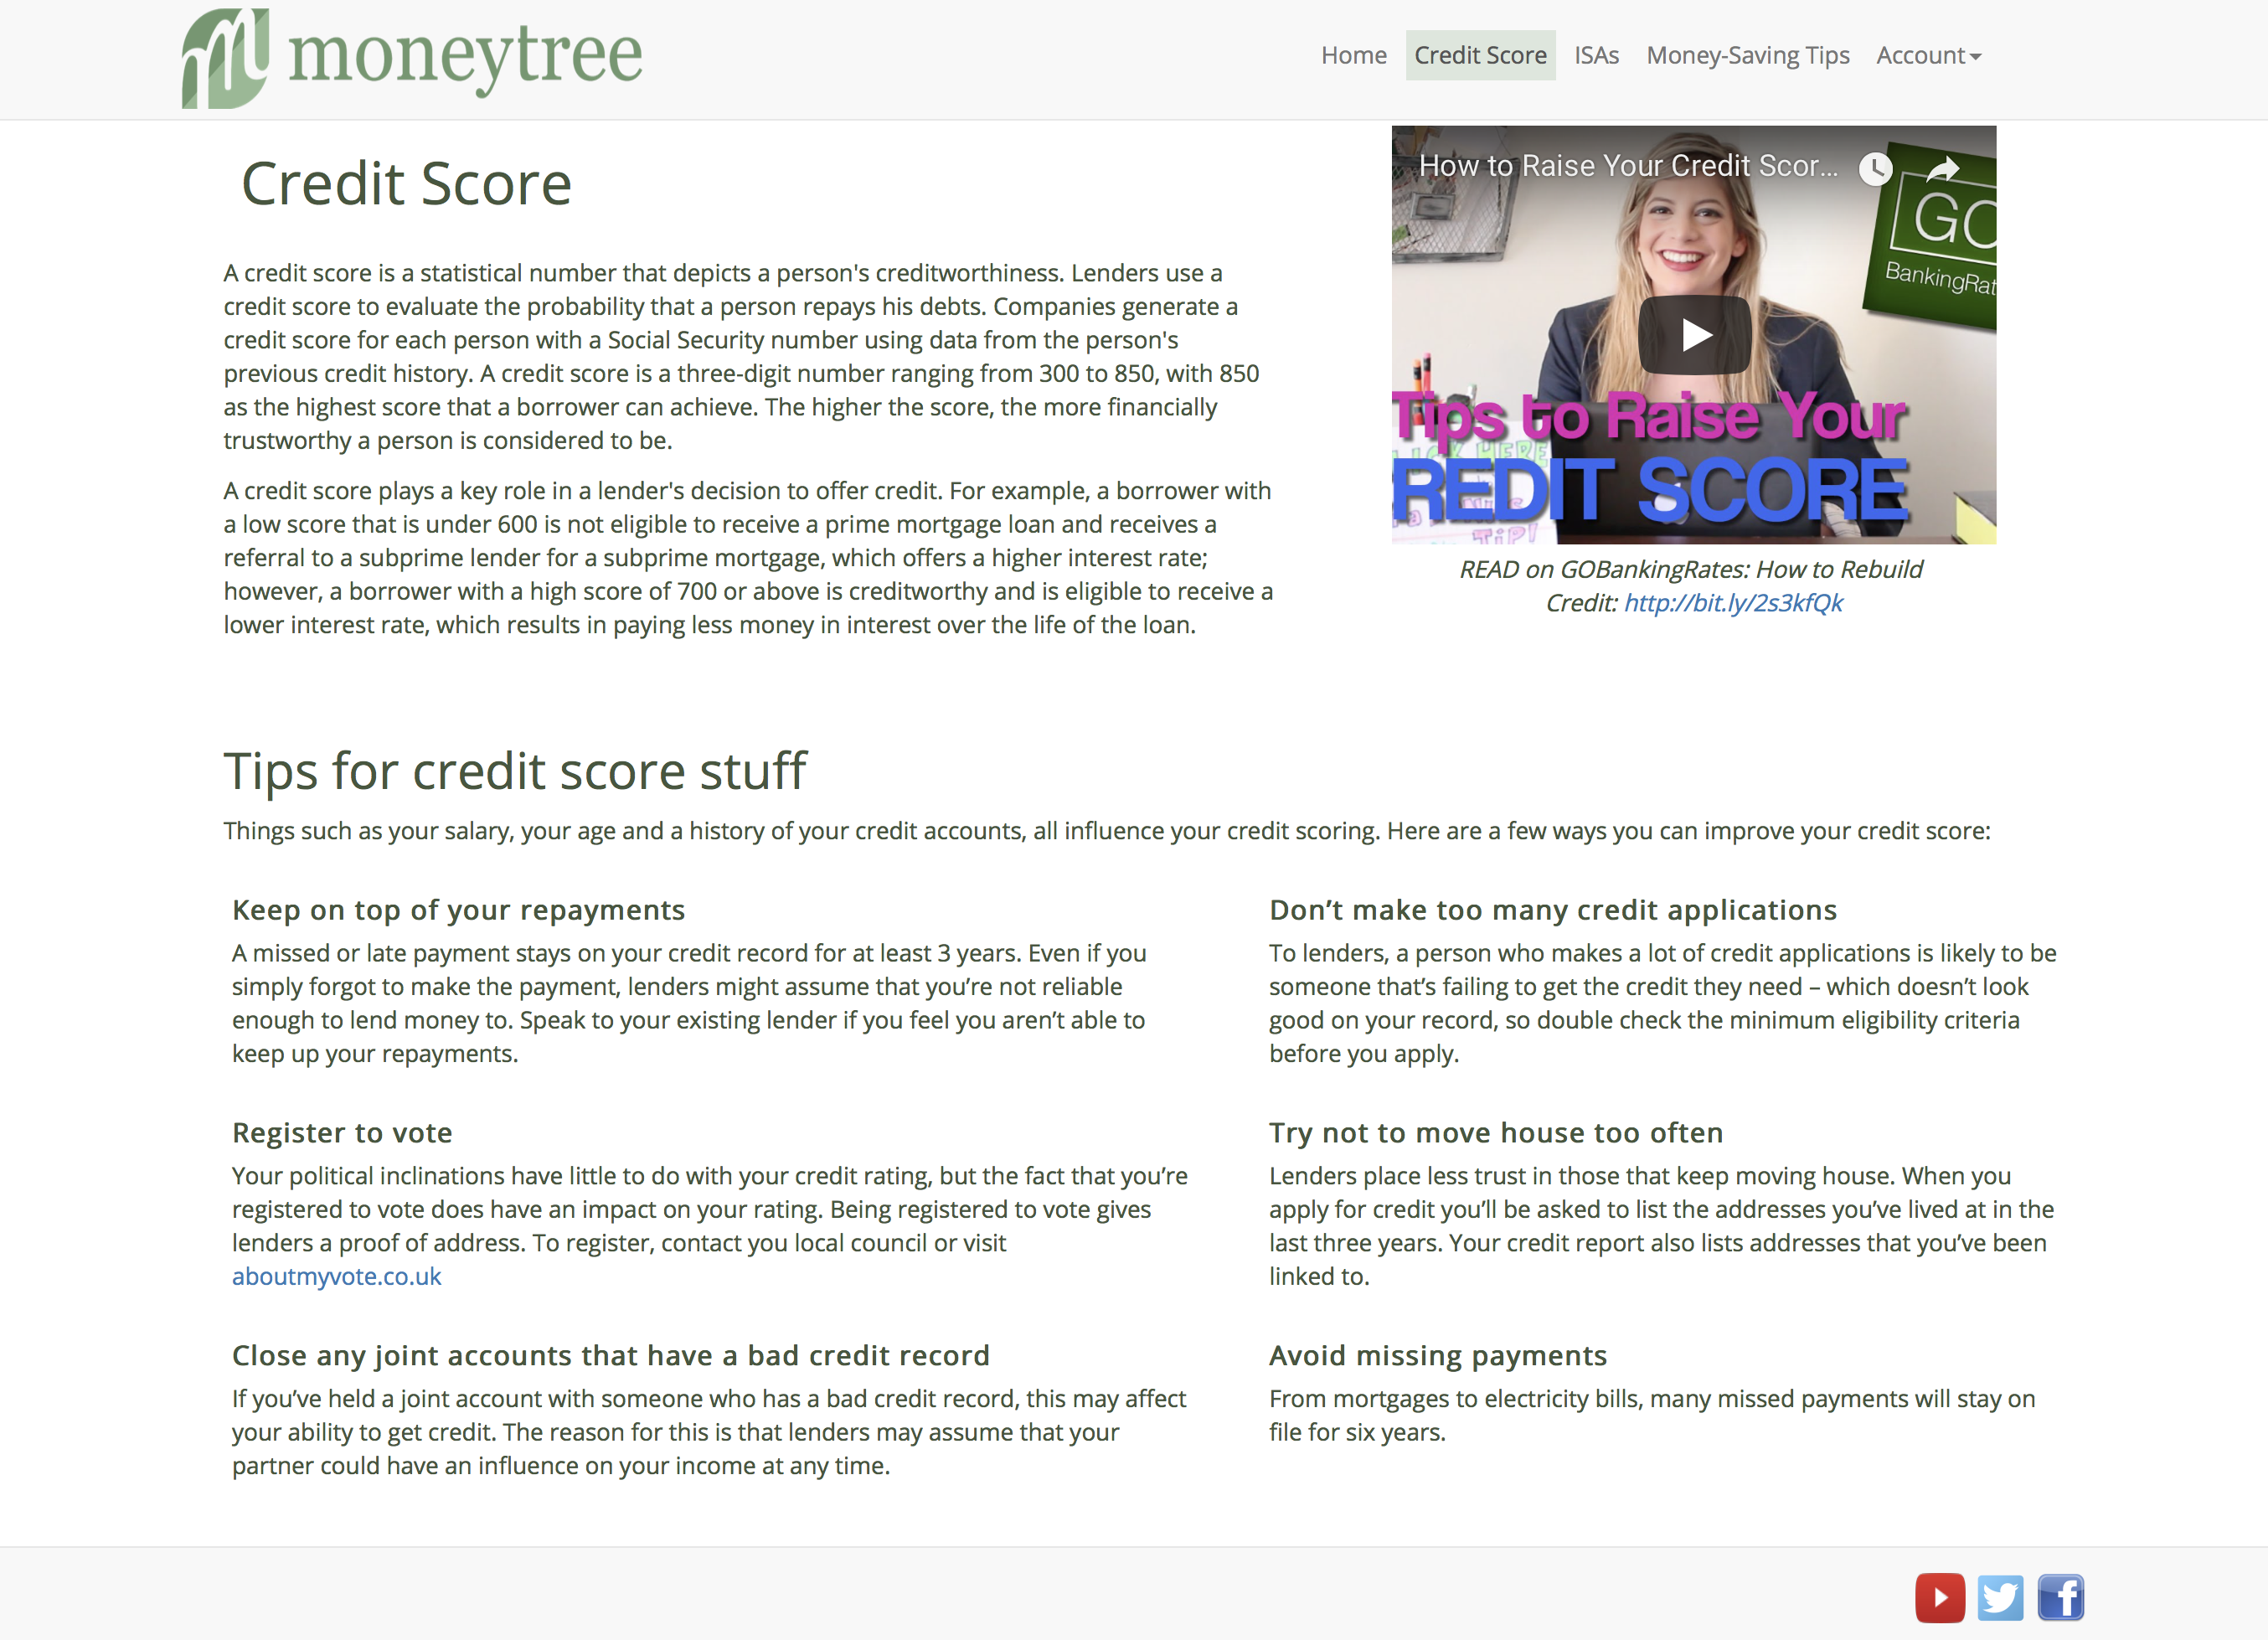 moneytree
Home Credit Score ISAs Money-Saving Tips Account
Credit Score
A credit score is a statistical number that depicts a person's creditworthiness. Lenders use a
credit score to evaluate the probability that a person repays his debts. Companies generate a
credit score for each person with a Social Security number using data from the person's
previous credit history. A credit score is a three-digit number ranging from 300 to 850, with 850
as the highest score that a borrower can achieve. The higher the score, the more financially
trustworthy a person is considered to be.
A credit score plays a key role in a lender's decision to offer credit. For example, a borrower with
a low score that is under 600 is not eligible to receive a prime mortgage loan and receives a
referral to a subprime lender for a subprime mortgage, which offers a higher interest rate;
however, a borrower with a high score of 700 or above is creditworthy and is eligible to receive a
lower interest rate, which results in paying less money in interest over the life of the loan.
How to Raise Your Credit Scor...
GO
BankingRat
Tips to Raise Your
REDIT SCORE
TiP!
READ on GOBankingRates: How to Rebuild
Credit: http://bit.ly/2s3kfQk
Tips for credit score stuff
Things such as your salary, your age and a history of your credit accounts, all influence your credit scoring. Here are a few ways you can improve your credit score:
Keep on top of your repayments
A missed or late payment stays on your credit record for at least 3 years. Even if you
simply forgot to make the payment, lenders might assume that you’re not reliable
enough to lend money to. Speak to your existing lender if you feel you aren’t able to
keep up your repayments.
Don’t make too many credit applications
To lenders, a person who makes a lot of credit applications is likely to be
someone that’s failing to get the credit they need – which doesn’t look
good on your record, so double check the minimum eligibility criteria
before you apply.
Register to vote
Your political inclinations have little to do with your credit rating, but the fact that you’re
registered to vote does have an impact on your rating. Being registered to vote gives
lenders a proof of address. To register, contact you local council or visit
aboutmyvote.co.uk
Try not to move house too often
Lenders place less trust in those that keep moving house. When you
apply for credit you’ll be asked to list the addresses you’ve lived at in the
last three years. Your credit report also lists addresses that you’ve been
linked to.
Close any joint accounts that have a bad credit record
If you’ve held a joint account with someone who has a bad credit record, this may affect
your ability to get credit. The reason for this is that lenders may assume that your
partner could have an influence on your income at any time.
Avoid missing payments
From mortgages to electricity bills, many missed payments will stay on
file for six years.